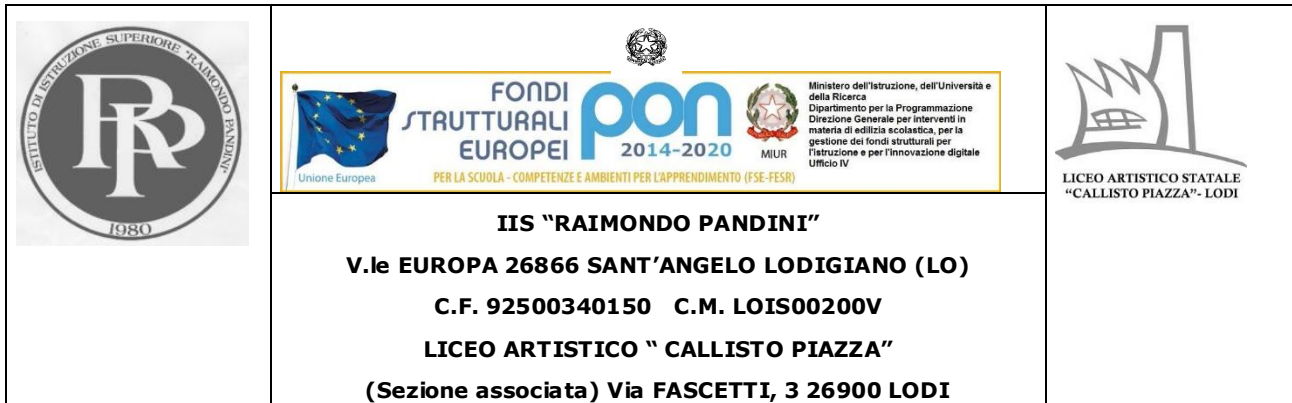 ISTITUTO DI ISTRUZIONE SUPERIORE "RAIMONDO PANDINI"
RP
1980
Unione Europea
FONDI
STRUTTURALI
EUROPEI
pon
2014-2020
PER LA SCUOLA - COMPETENZE E AMBIENTI PER L'APPRENDIMENTO (FSE-FESR)
MIUR
Ministero dell'Istruzione, dell'Università e
della Ricerca
Dipartimento per la Programmazione
Direzione Generale per interventi in
materia di edilizia scolastica, per la
gestione dei fondi strutturali per
l'istruzione e per l'innovazione digitale
Ufficio IV
LICEO ARTISTICO STATALE
"CALLISTO PIAZZA"- LODI
IIS “RAIMONDO PANDINI”
V.le EUROPA 26866 SANT’ANGELO LODIGIANO (LO)
C.F. 92500340150 C.M. LOIS00200V
LICEO ARTISTICO “ CALLISTO PIAZZA”
(Sezione associata) Via FASCETTI, 3 26900 LODI